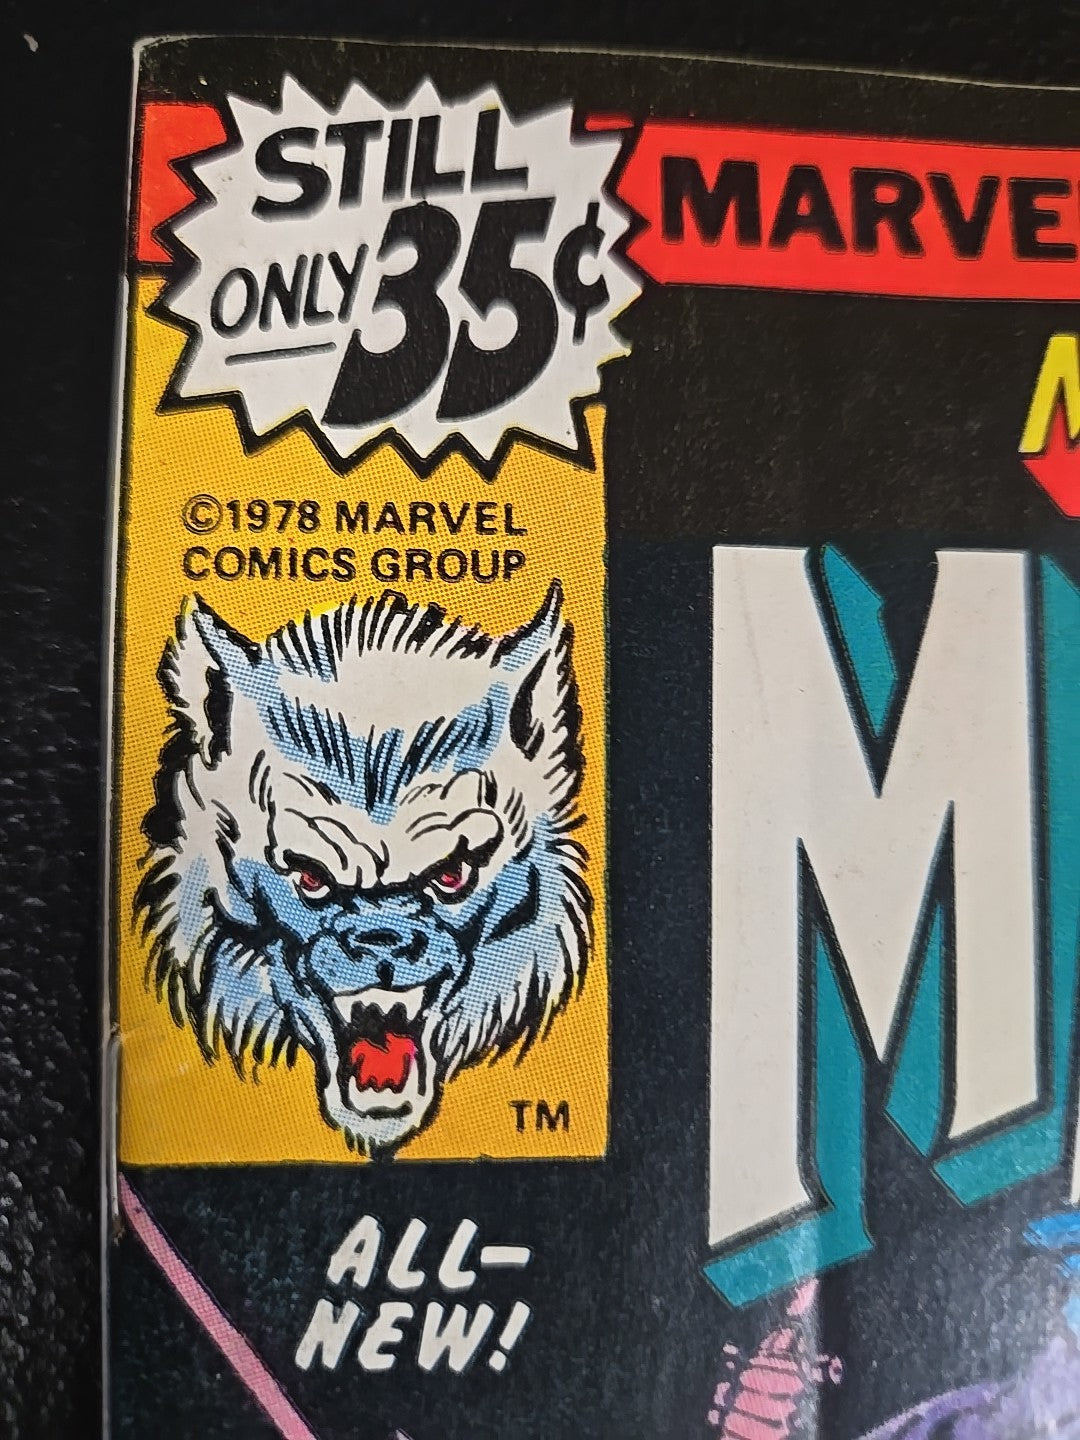 STILL
ONLY 35¢
MARVE
©1978 MARVEL
COMICS GROUP
M
TM
ALL-
NEW!